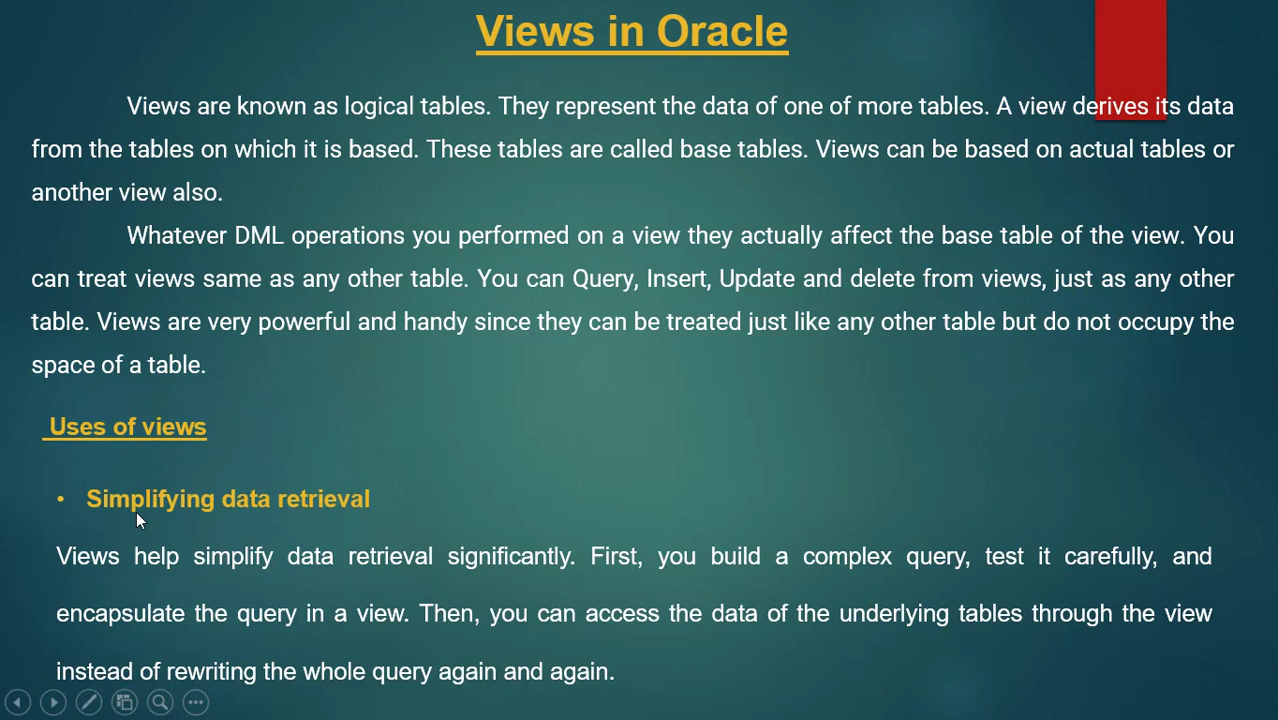 Views in Oracle
Views are known as logical tables. They represent the data of one of more tables. A view derives its data
from the tables on which it is based. These tables are called base tables. Views can be based on actual tables or
another view also.
Whatever DML operations you performed on a view they actually affect the base table of the view. You
can treat views same as any other table. You can Query, Insert, Update and delete from views, just as any other
table. Views are very powerful and handy since they can be treated just like any other table but do not occupy the
space of a table.
Uses of views
• Simplifying data retrieval
Views help simplify data retrieval significantly. First, you build a complex query, test it carefully, and
encapsulate the query in a view. Then, you can access the data of the underlying tables through the view
instead of rewriting the whole query again and again.